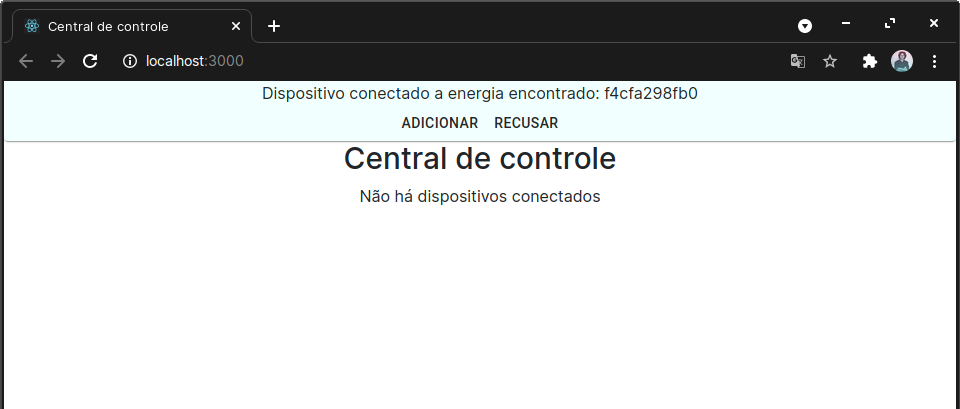 Central de controle
localhost:3000
Dispositivo conectado a energia encontrado: f4cfa298fb0
ADICIONAR RECUSAR
Central de controle
Não há dispositivos conectados